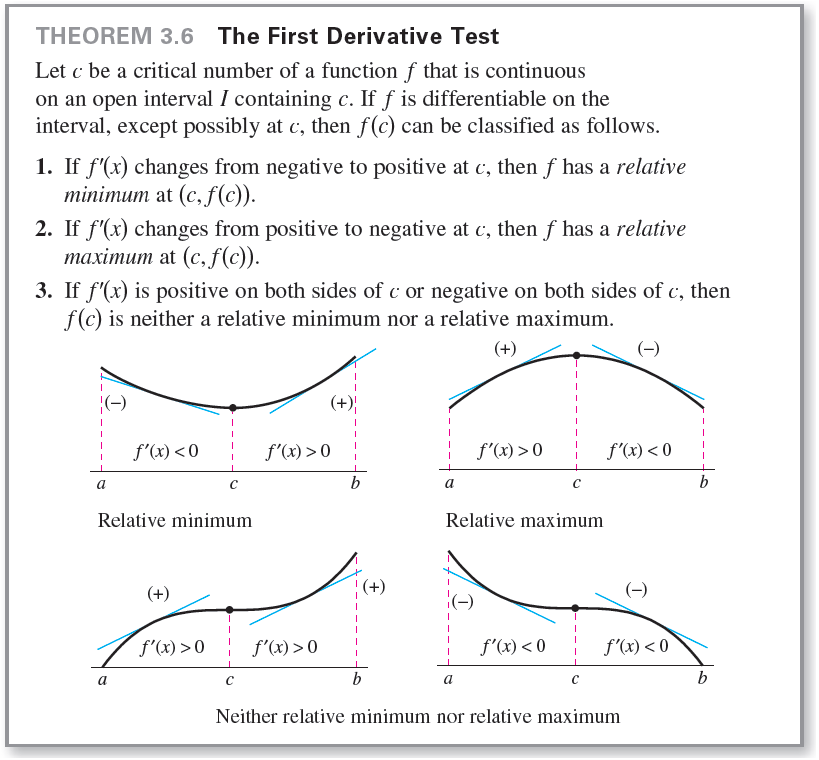 THEOREM 3.6 The First Derivative Test
Let c be a critical number of a function f that is continuous
on an open interval I containing c. If f is differentiable on the
interval, except possibly at c, then f(c) can be classified as follows.
1. If f′(x) changes from negative to positive at c, then f has a relative
minimum at (c, f(c)).
2. If f′(x) changes from positive to negative at c, then f has a relative
maximum at (c, f(c)).
3. If f′(x) is positive on both sides of c or negative on both sides of c, then
f(c) is neither a relative minimum nor a relative maximum.
(−) (+)
f′(x) < 0 f′(x) > 0
a c b
Relative minimum
(+) (−)
f′(x) > 0 f′(x) < 0
a c b
Relative maximum
(+) (+)
f′(x) > 0 f′(x) > 0
a c b
(−) (−)
f′(x) < 0 f′(x) < 0
a c b
Neither relative minimum nor relative maximum